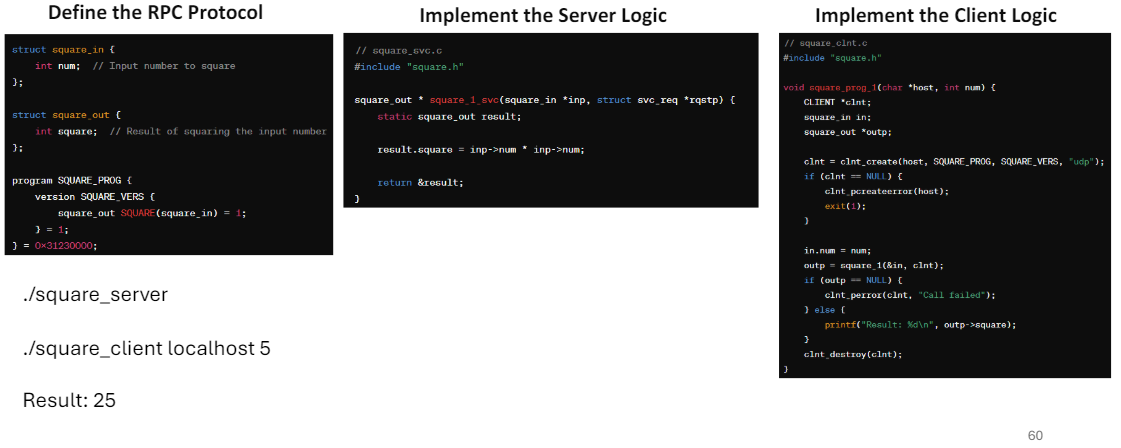 Define the RPC Protocol
struct square_in {
    int num;  // Input number to square
};
struct square_out {
    int square;  // Result of squaring the input number
};
program SQUARE_PROG {
    version SQUARE_VERS {
        square_out SQUARE(square_in) = 1;
    } = 1;
} = 0x31230000;
./square_server
./square_client localhost 5
Result: 25
Implement the Server Logic
// square_svc.c
#include "square.h"
square_out * square_1_svc(square_in *inp, struct svc_req *rqstp) {
    static square_out result;
    result.square = inp->num * inp->num;
    return &result;
}
Implement the Client Logic
// square_clnt.c
#include "square.h"
void square_prog_1(char *host, int num) {
    CLIENT *clnt;
    square_in in;
    square_out *outp;
    clnt = clnt_create(host, SQUARE_PROG, SQUARE_VERS, "udp");
    if (clnt == NULL) {
        clnt_pcreateerror(host);
        exit(1);
    }
    in.num = num;
    outp = square_1(&in, clnt);
    if (outp == NULL) {
        clnt_perror(clnt, "Call failed");
    } else {
        printf("Result: %d\n", outp->square);
    }
    clnt_destroy(clnt);
}
60